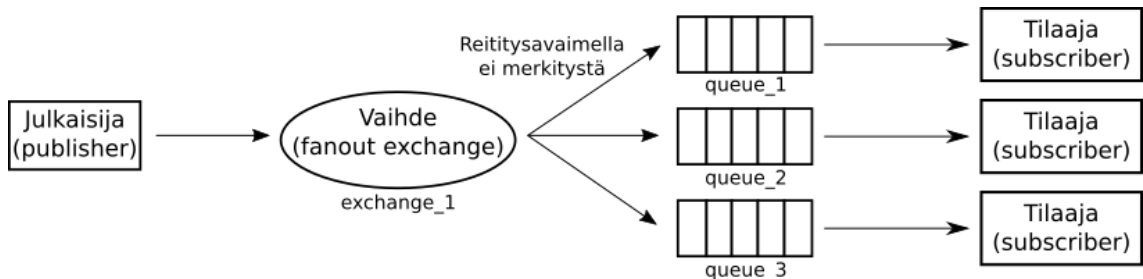 Julkaisija
(publisher)
Vaihde
(fanout exchange)
exchange_1
Reititysavaimella
ei merkitystä
queue_1
Tilaaja
(subscriber)
queue_2
Tilaaja
(subscriber)
queue_3
Tilaaja
(subscriber)